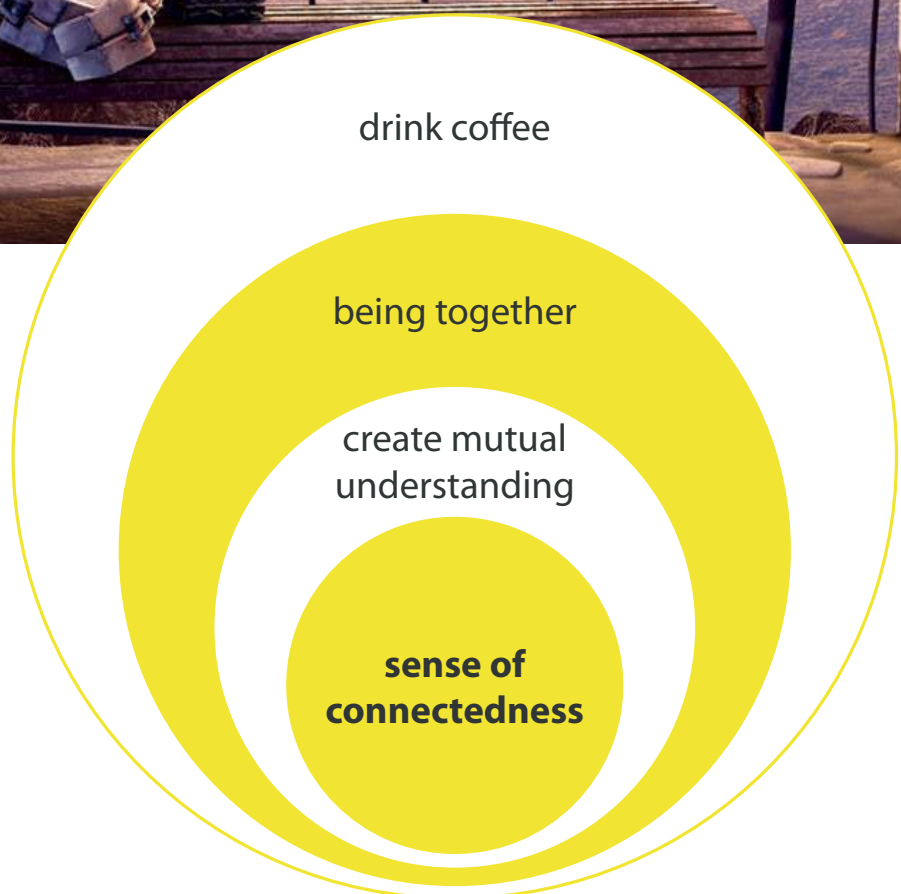 drink coffee
being together
create mutual
understanding
sense of
connectedness